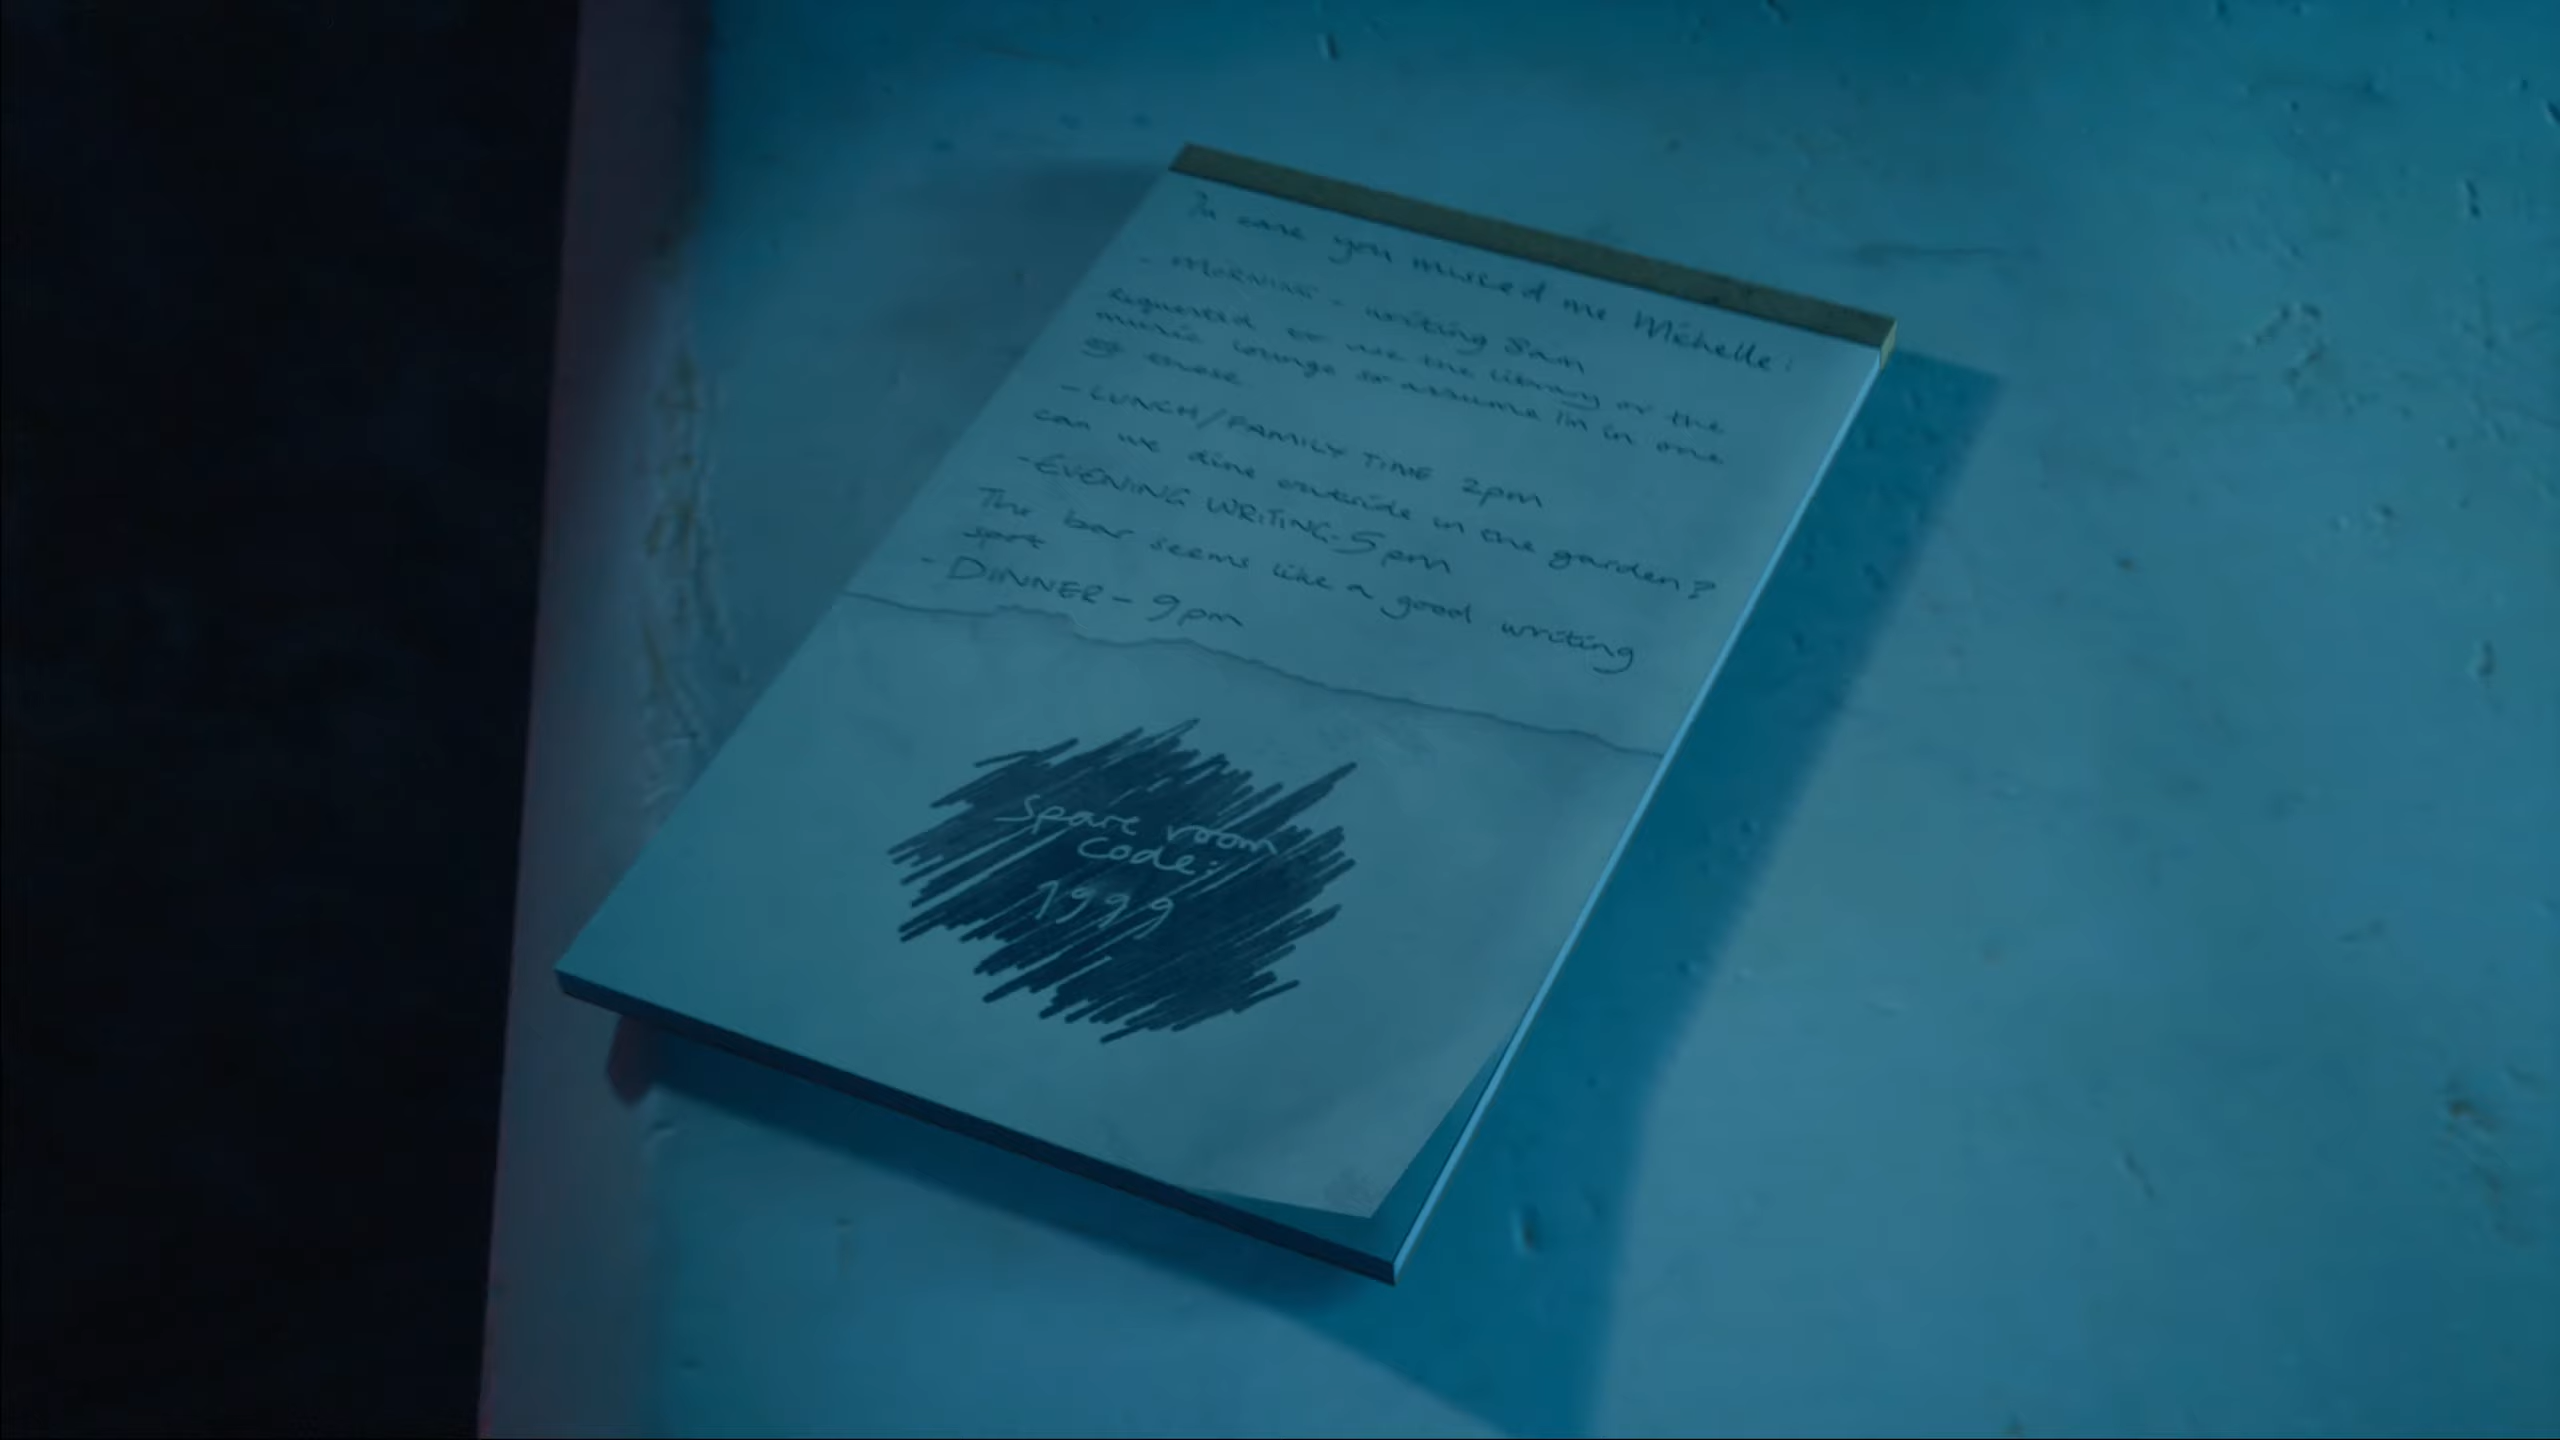 In case you missed me Michelle:
- MORNING - writing 8am
requested to use the library or the
music lounge so assume I'm in one
of those
- LUNCH/FAMILY TIME 2pm
can we dine outside in the garden?
- EVENING WRITING - 5pm
The bar seems like a good writing
spot
- DINNER - 9pm
Spare room
Code:
1999